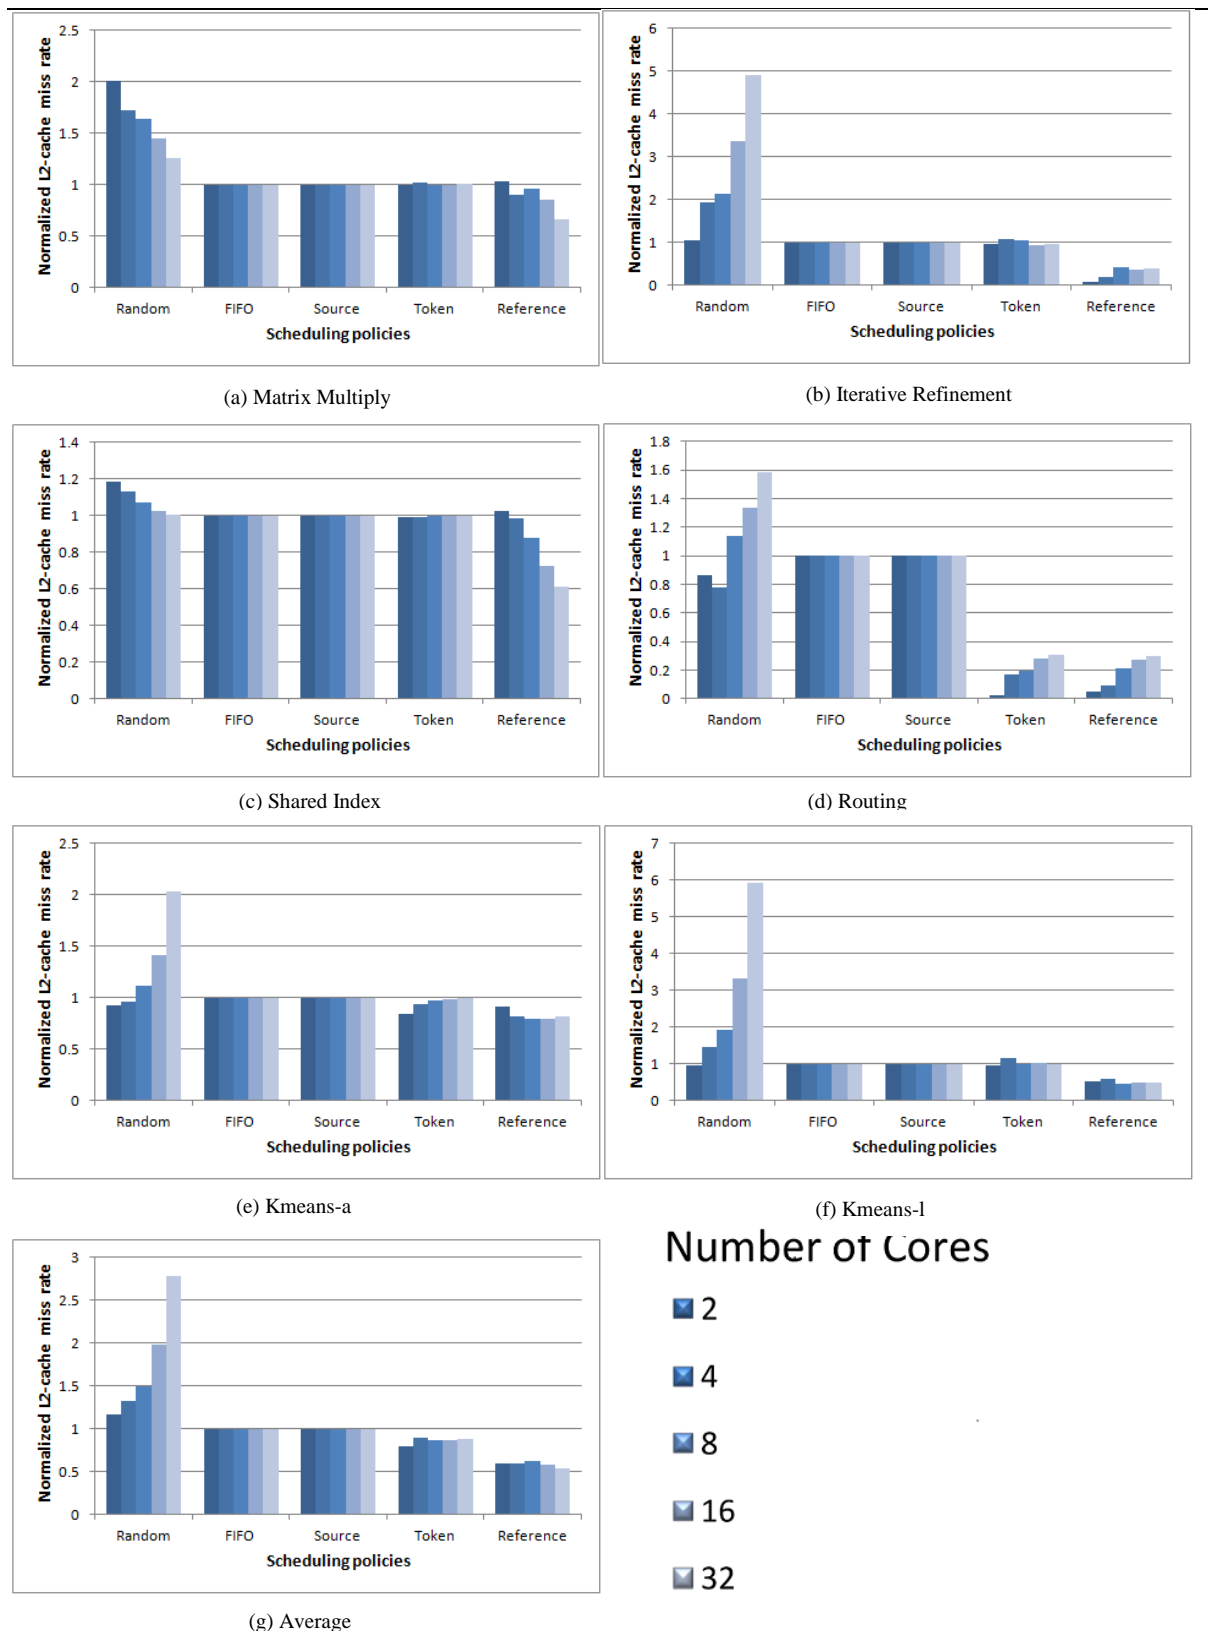 Normalized L2-cache miss rate
2.5
2
1.5
1
0.5
0
Random FIFO Source Token Reference
Scheduling policies
(a) Matrix Multiply
Normalized L2-cache miss rate
6
5
4
3
2
1
0
Random FIFO Source Token Reference
Scheduling policies
(b) Iterative Refinement
Normalized L2-cache miss rate
1.4
1.2
1
0.8
0.6
0.4
0.2
0
Random FIFO Source Token Reference
Scheduling policies
(c) Shared Index
Normalized L2-cache miss rate
1.8
1.6
1.4
1.2
1
0.8
0.6
0.4
0.2
0
Random FIFO Source Token Reference
Scheduling policies
(d) Routing
Normalized L2-cache miss rate
2.5
2
1.5
1
0.5
0
Random FIFO Source Token Reference
Scheduling policies
(e) Kmeans-a
Normalized L2-cache miss rate
7
6
5
4
3
2
1
0
Random FIFO Source Token Reference
Scheduling policies
(f) Kmeans-l
Normalized L2-cache miss rate
3
2.5
2
1.5
1
0.5
0
Random FIFO Source Token Reference
Scheduling policies
(g) Average
Number of Cores
2
4
8
16
32